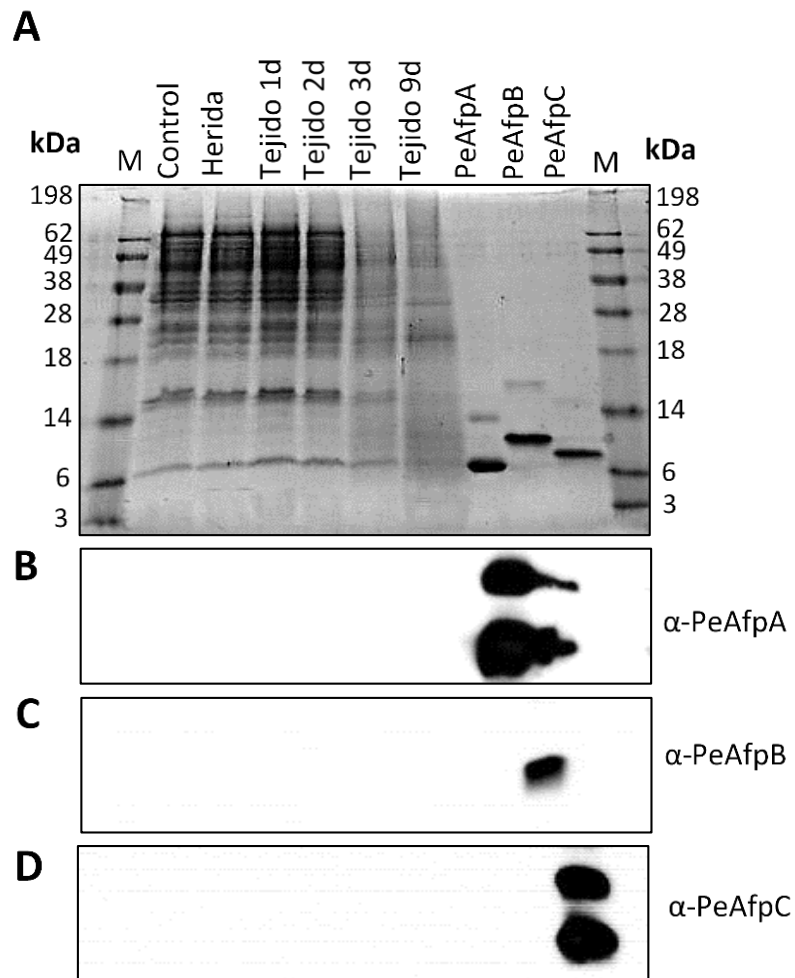 A
kDa
M
Control
Herida
Tejido 1d
Tejido 2d
Tejido 3d
Tejido 9d
PeAfpA
PeAfpB
PeAfpC
M
kDa
198
62
49
38
28
18
14
6
3
198
62
49
38
28
18
14
6
3
B
α-PeAfpA
C
α-PeAfpB
D
α-PeAfpC